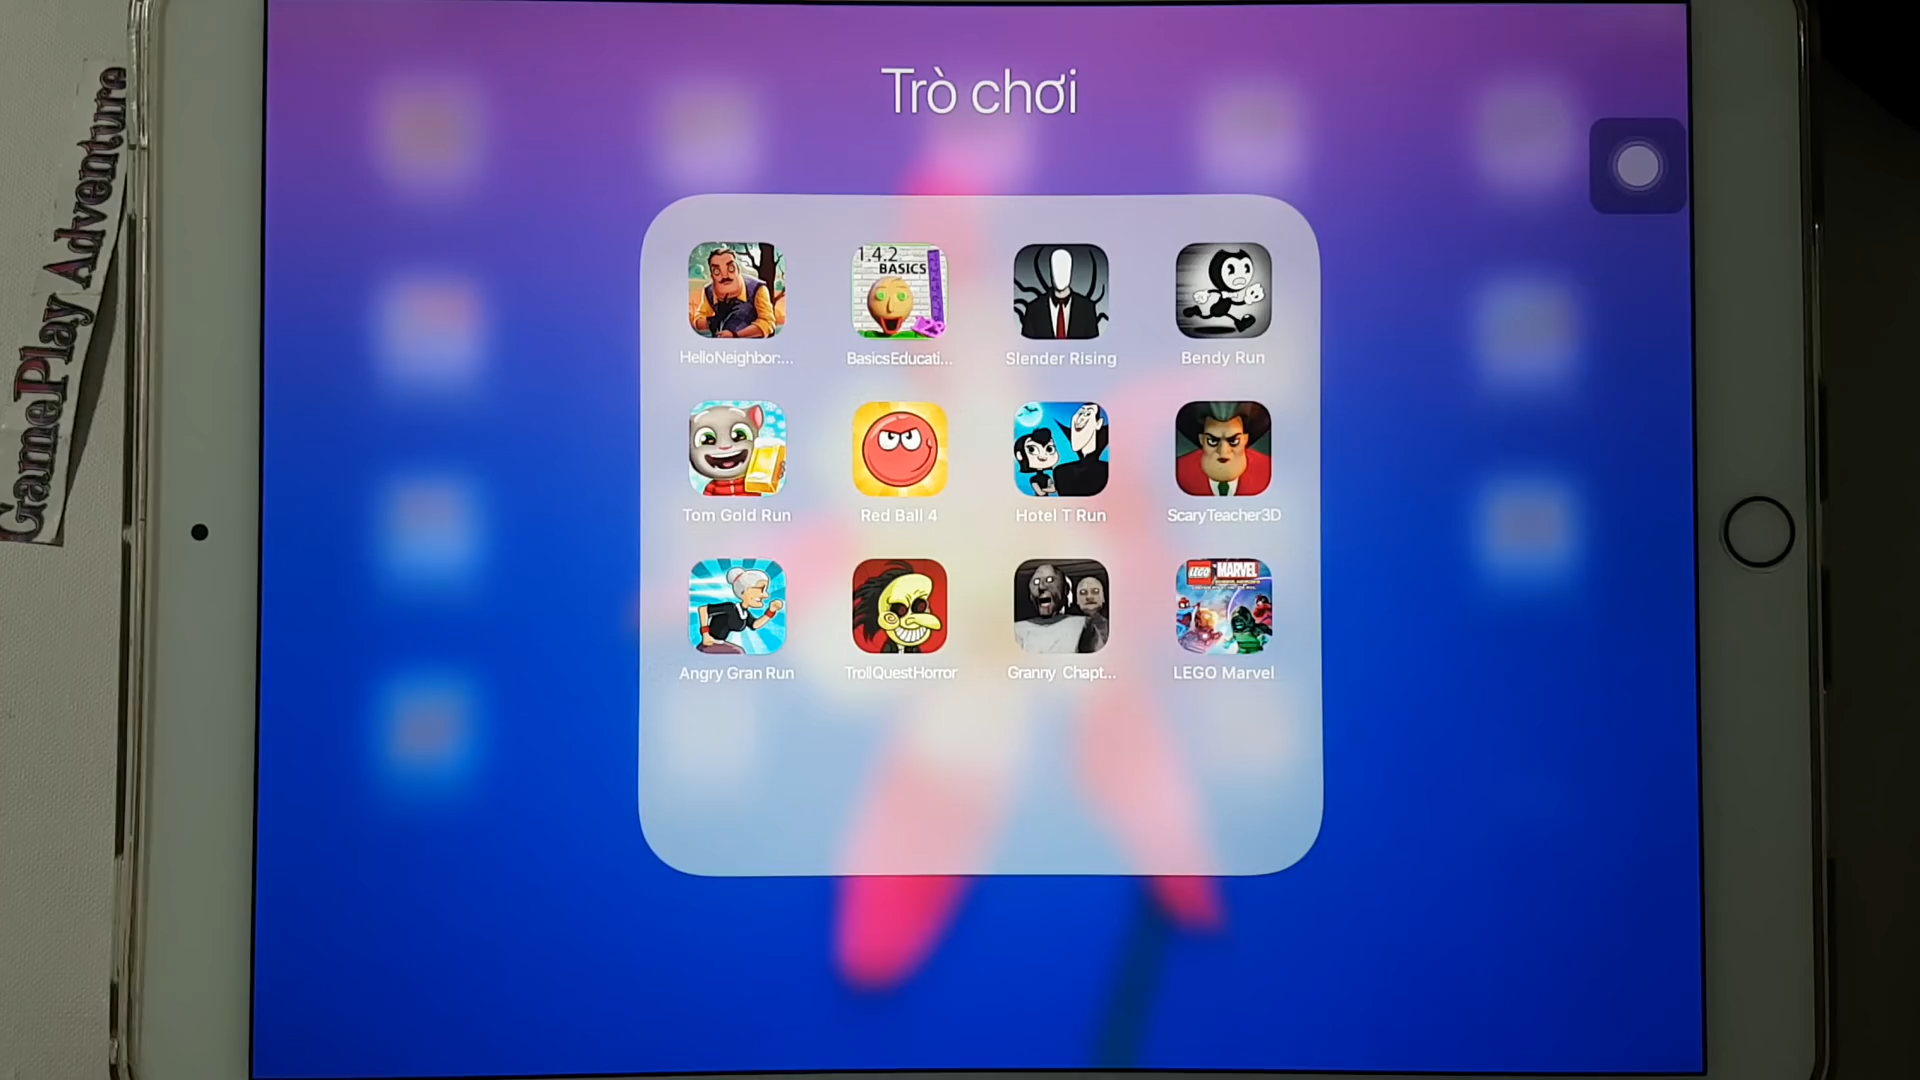 GamePlay Adventure
Trò chơi
1.4.2
BASICS
HelloNeighbor:...
BasicsEducati...
Slender Rising
Bendy Run
Tom Gold Run
Red Ball 4
Hotel T Run
ScaryTeacher3D
LEGO MARVEL
Angry Gran Run
TrollQuestHorror
Granny Chapt...
LEGO Marvel